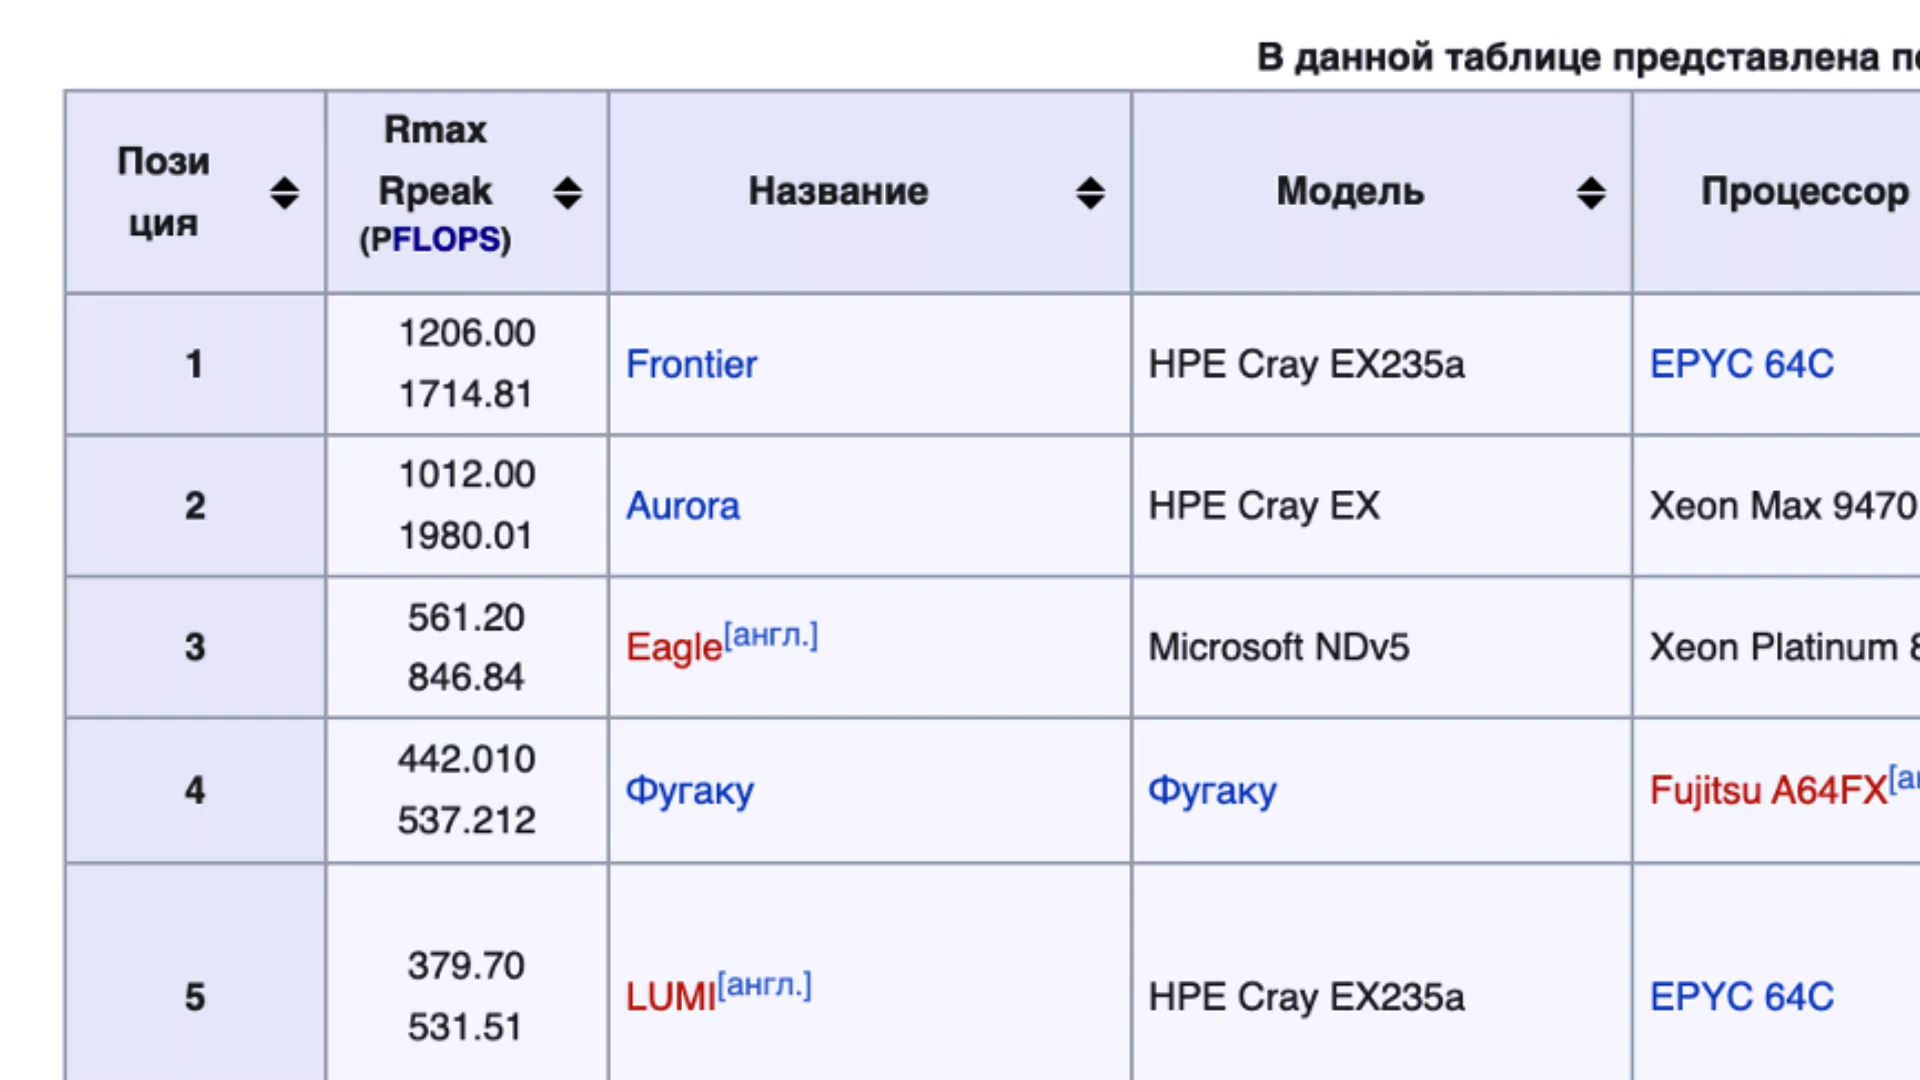 В данной таблице представлена
Пози
ция
Rmax
Rpeak
(PFLOPS)
Название
Модель
Процессор
1
1206.00
1714.81
Frontier
HPE Cray EX235a
EPYC 64C
2
1012.00
1980.01
Aurora
HPE Cray EX
Xeon Max 9470
3
561.20
846.84
Eagle[англ.]
Microsoft NDv5
Xeon Platinum
4
442.010
537.212
Фугаку
Фугаку
Fujitsu A64FX
5
379.70
531.51
LUMI[англ.]
HPE Cray EX235a
EPYC 64C